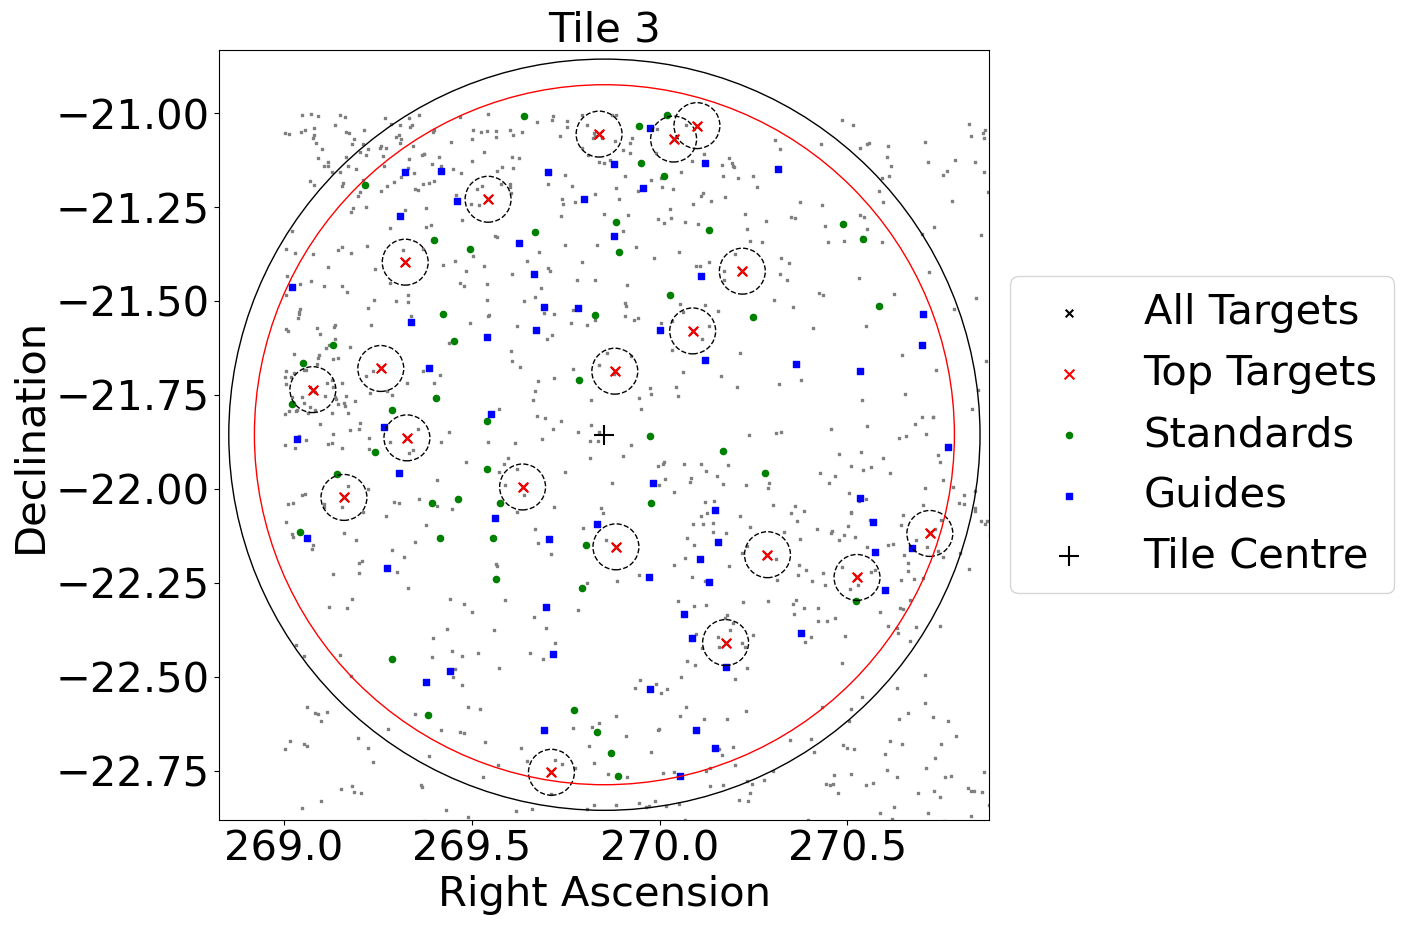 Tile 3
−21.00
−21.25
−21.50
−21.75
−22.00
−22.25
−22.50
−22.75
Declination
269.0 269.5 270.0 270.5
Right Ascension
All Targets
Top Targets
Standards
Guides
Tile Centre